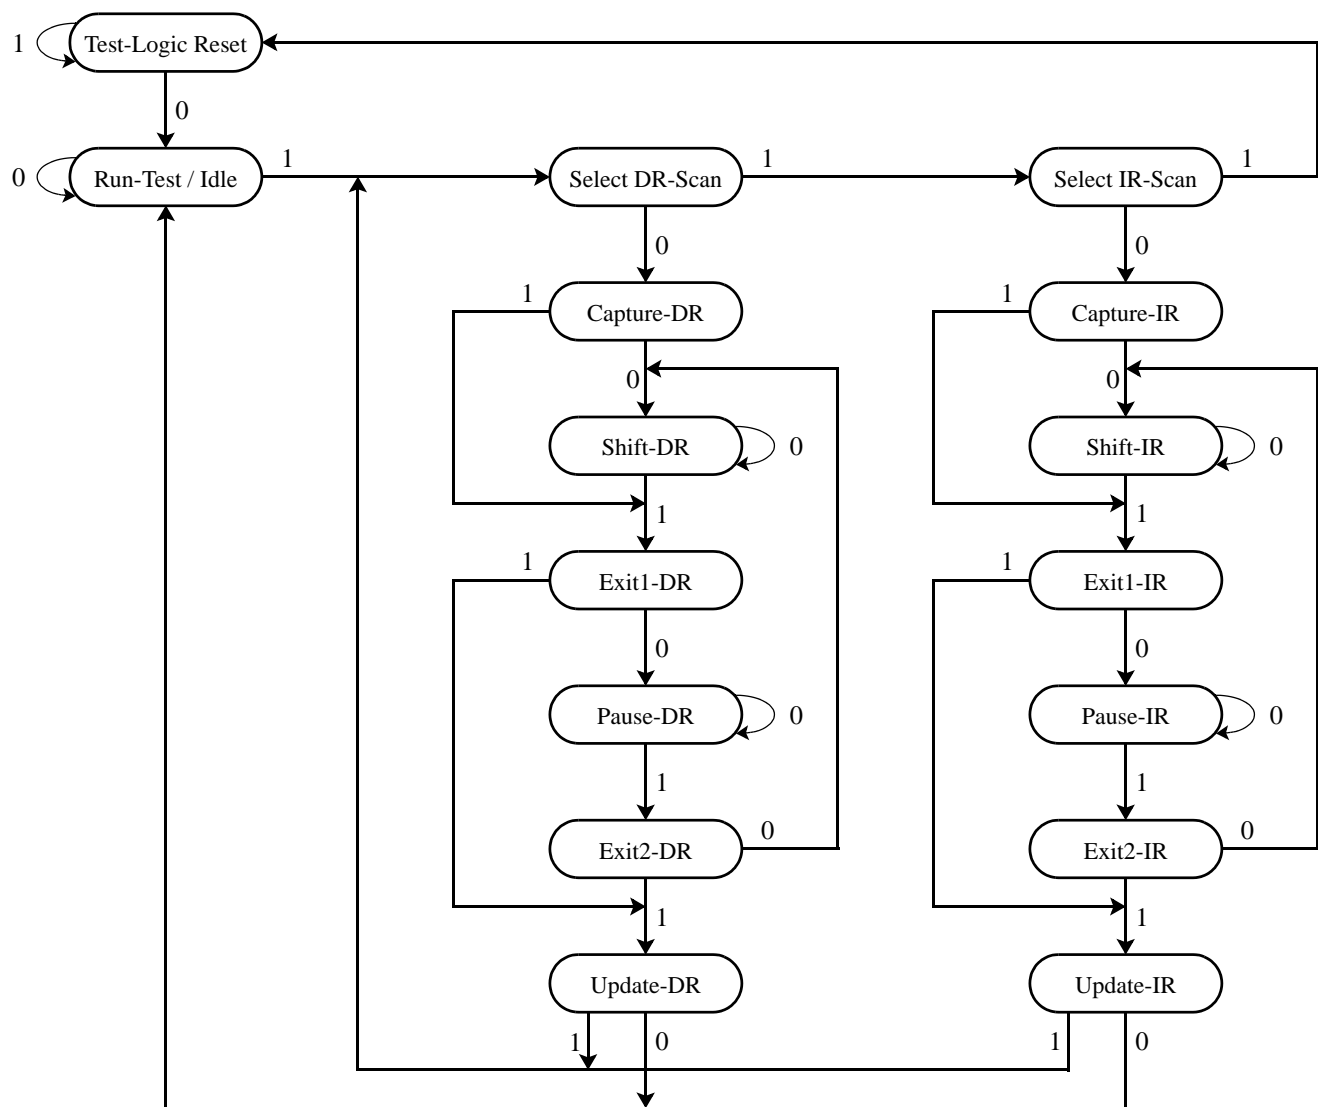 1
Test-Logic Reset
0
0
Run-Test / Idle
1
Select DR-Scan
1
Select IR-Scan
1
0
0
1
Capture-DR
1
Capture-IR
0
0
Shift-DR
0
Shift-IR
0
1
1
1
Exit1-DR
1
Exit1-IR
0
0
Pause-DR
0
Pause-IR
0
1
1
Exit2-DR
0
Exit2-IR
0
1
1
Update-DR
Update-IR
1
0
1
0